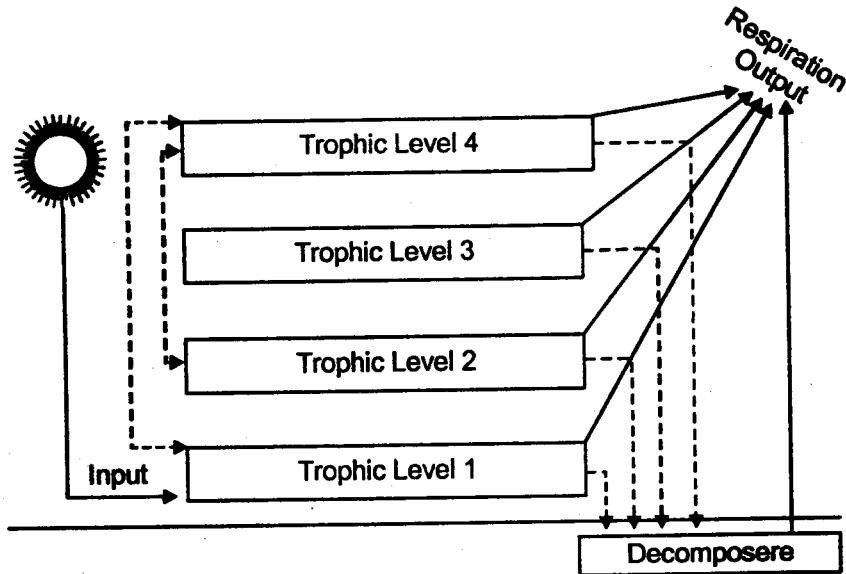 Respiration
Output
Trophic Level 4
Trophic Level 3
Trophic Level 2
Trophic Level 1
Input
Decomposere